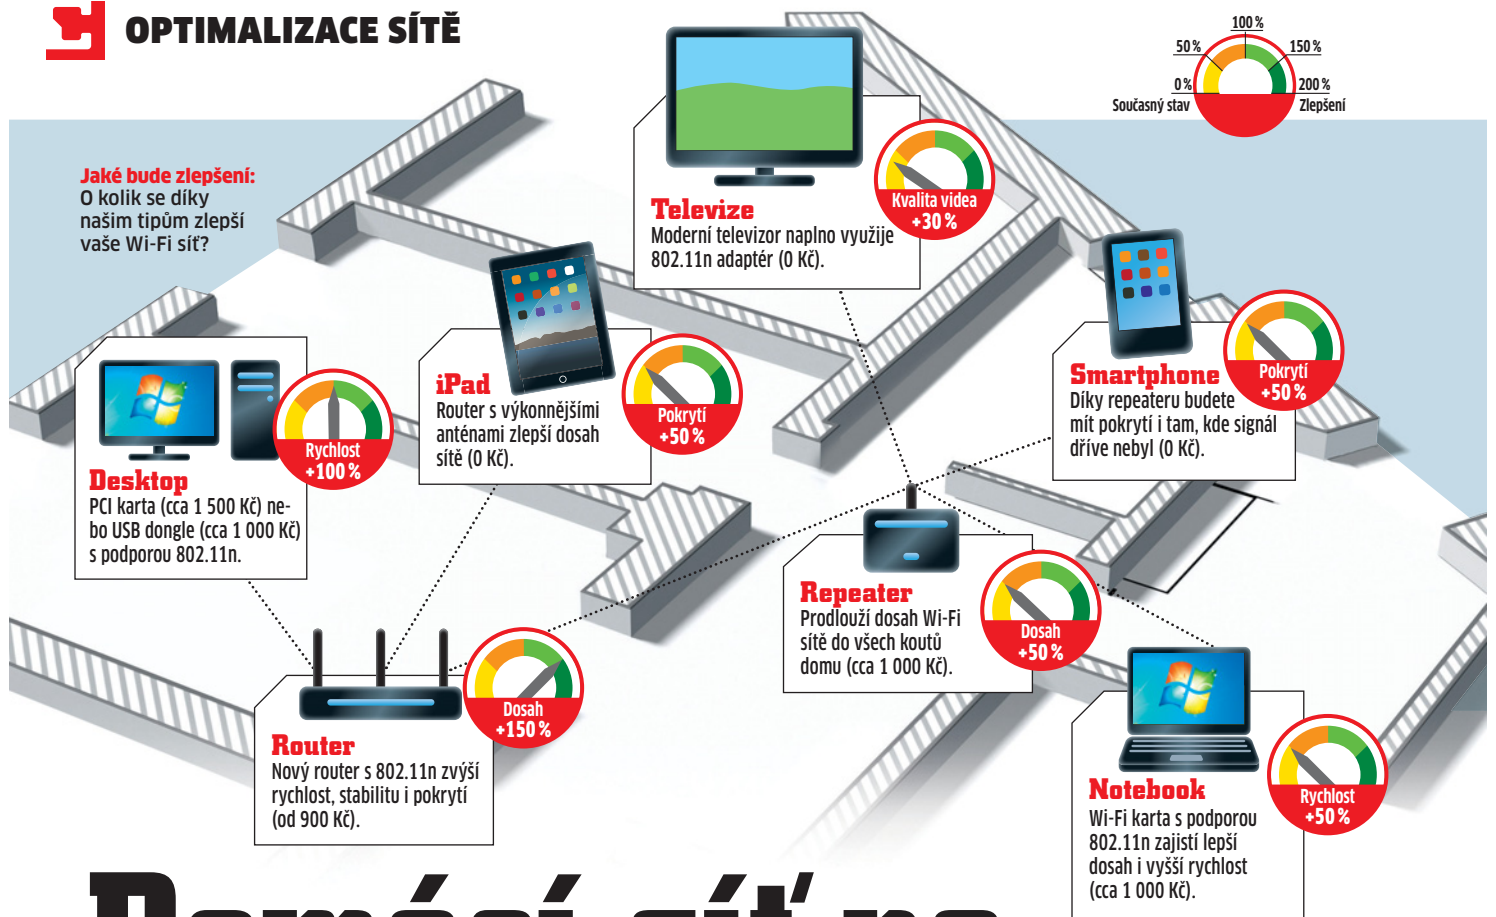 OPTIMALIZACE SÍTĚ
100 %
50 %
150 %
0 %
200 %
Současný stav
Zlepšení
Jaké bude zlepšení:
O kolik se díky
našim tipům zlepší
vaše Wi-Fi síť?
Televize
Moderní televizor naplno využije
802.11n adaptér (0 Kč).
Kvalita videa
+30 %
iPad
Router s výkonnějšími
anténami zlepší dosah
sítě (0 Kč).
Pokrytí
+50 %
Smartphone
Díky repeateru budete
mít pokrytí i tam, kde signál
dříve nebyl (0 Kč).
Pokrytí
+50 %
Desktop
PCI karta (cca 1 500 Kč) ne-
bo USB dongle (cca 1 000 Kč)
s podporou 802.11n.
Rychlost
+100 %
Repeater
Prodlouží dosah Wi-Fi
sítě do všech koutů
domu (cca 1 000 Kč).
Dosah
+50 %
Router
Nový router s 802.11n zvýší
rychlost, stabilitu i pokrytí
(od 900 Kč).
Dosah
+150 %
Notebook
Wi-Fi karta s podporou
802.11n zajistí lepší
dosah i vyšší rychlost
(cca 1 000 Kč).
Rychlost
+50 %
Domácí síť na